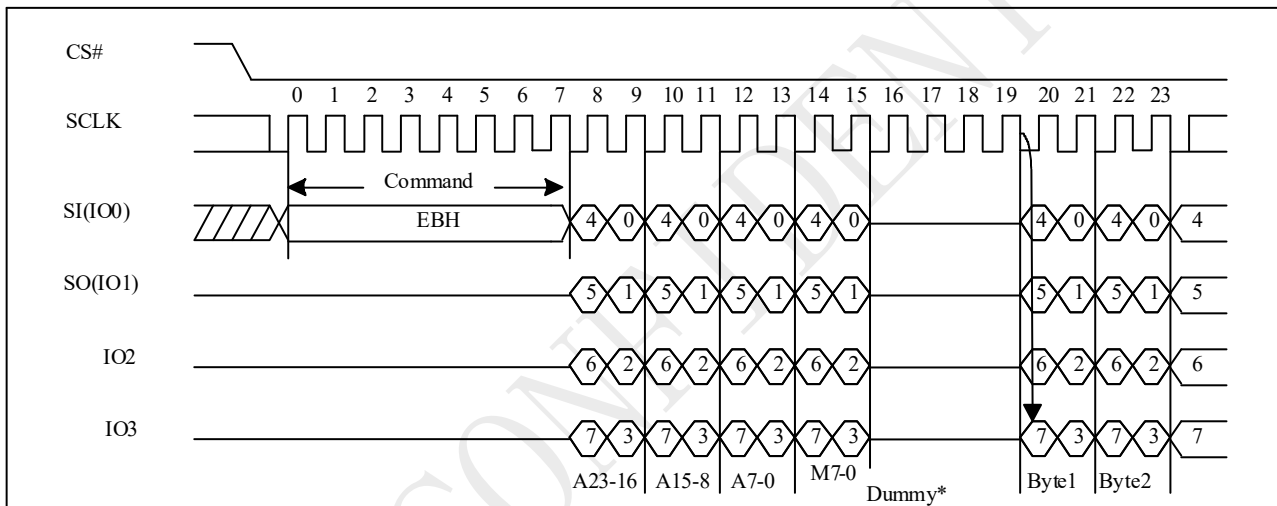 CS#
0 1 2 3 4 5 6 7 8 9 10 11 12 13 14 15 16 17 18 19 20 21 22 23
SCLK
Command
SI(IO0) EBH 4 0 4 0 4 0 4 0 4 0 4 0 4
SO(IO1) 5 1 5 1 5 1 5 1 5 1 5 1 5
IO2 6 2 6 2 6 2 6 2 6 2 6 2 6
IO3 7 3 7 3 7 3 7 3 7 3 7 3 7
A23-16 A15-8 A7-0 M7-0 Dummy* Byte1 Byte2
CONFIDENT